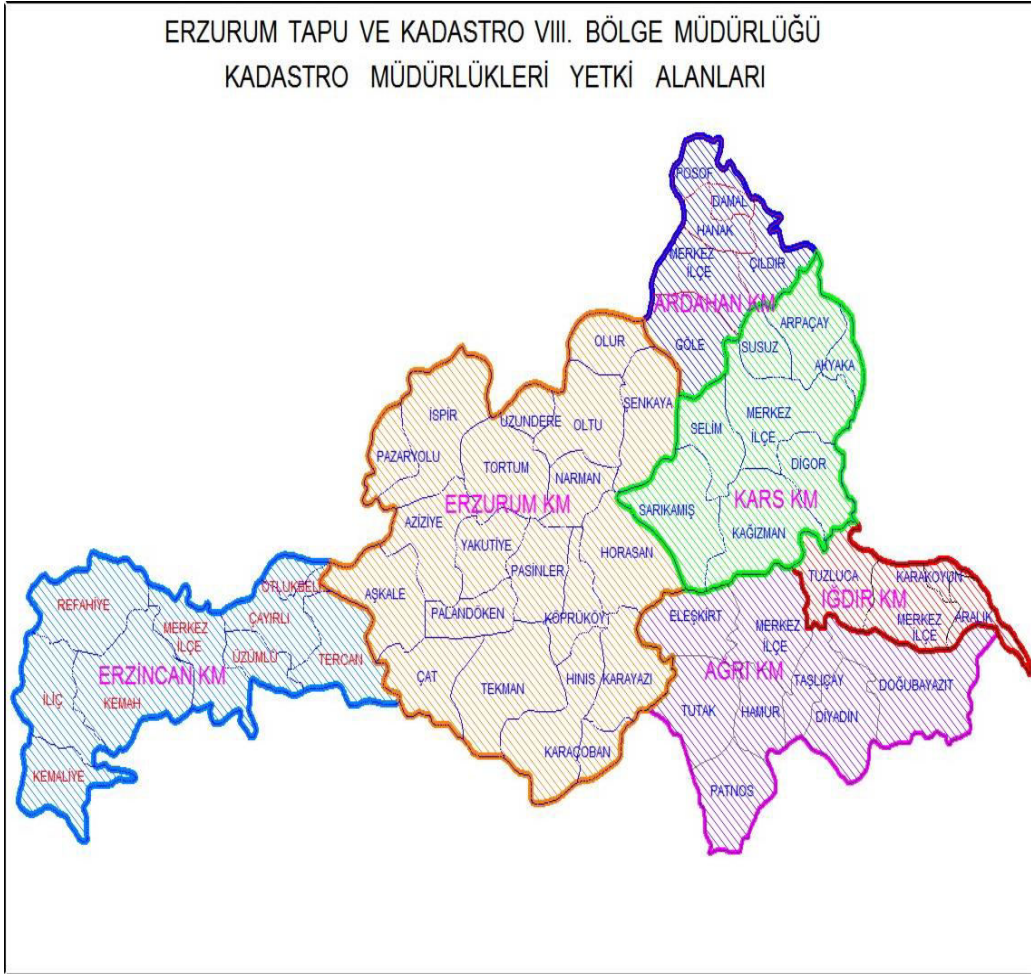 ERZURUM TAPU VE KADASTRO VIII. BÖLGE MÜDÜRLÜĞÜ
KADASTRO MÜDÜRLÜKLERİ YETKİ ALANLARI
POSOF
DAMAL
HANAK
MERKEZ
İLÇE
ÇILDIR
ARDAHAN KM
GÖLE
ARPAÇAY
SUSUZ
AKYAKA
SELİM
MERKEZ
İLÇE
DİGOR
KARS KM
SARIKAMIŞ
KAĞIZMAN
OLUR
ŞENKAYA
İSPİR
UZUNDERE
OLTU
PAZARYOLU
TORTUM
NARMAN
ERZURUM KM
AZİZİYE
YAKUTİYE
PASİNLER
HORASAN
AŞKALE
PALANDÖKEN
KÖPRÜKÖY
ÇAT
TEKMAN
HINIS
KARAYAZI
KARAÇOBAN
OTLUKBELİ
REFAHİYE
ÇAYIRLI
MERKEZ
İLÇE
ÜZÜMLÜ
TERCAN
ERZİNCAN KM
İLİÇ
KEMAH
KEMALİYE
TUZLUCA
KARAKOYUN
IĞDIR KM
MERKEZ
İLÇE
ARALIK
ELEŞKİRT
MERKEZ
İLÇE
AĞRI KM
TAŞLIÇAY
DOĞUBAYAZIT
TUTAK
HAMUR
DİYADİN
PATNOS